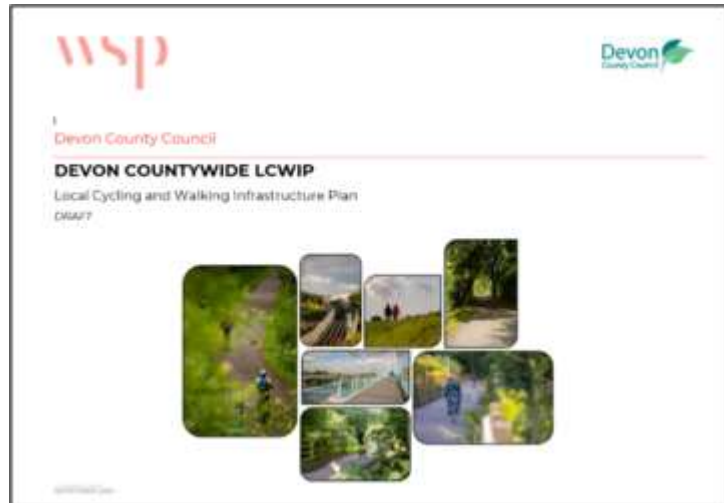 wsp
Devon
County Council
Devon County Council
DEVON COUNTYWIDE LCWIP
Local Cycling and Walking Infrastructure Plan
DRAFT